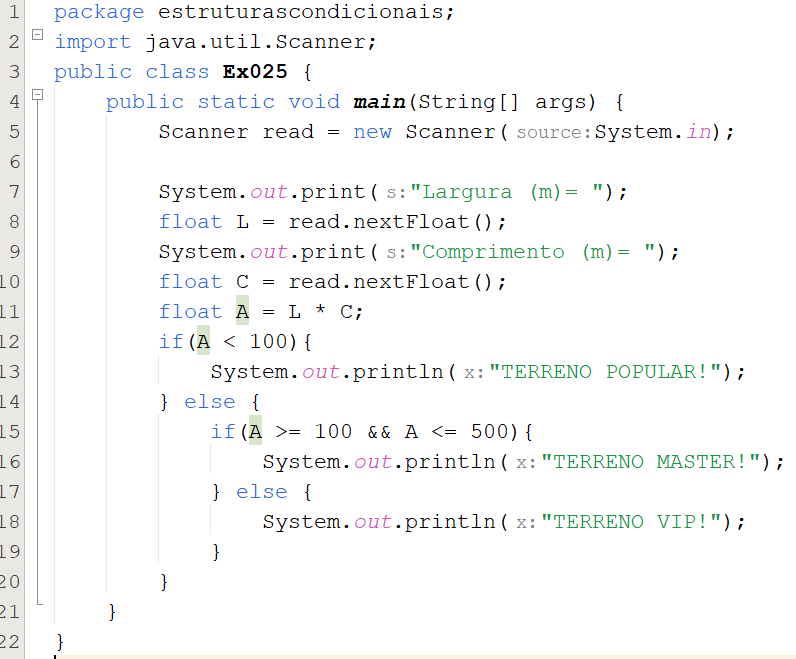 1 package estruturascondicionais;
2 import java.util.Scanner;
3 public class Ex025 {
4 public static void main(String[] args) {
5 Scanner read = new Scanner( source:System.in);
6
7 System.out.print( s:"Largura (m)= ");
8 float L = read.nextFloat();
9 System.out.print( s:"Comprimento (m)= ");
10 float C = read.nextFloat();
11 float A = L * C;
12 if(A < 100){
13 System.out.println( x:"TERRENO POPULAR!");
14 } else {
15 if(A >= 100 && A <= 500){
16 System.out.println( x:"TERRENO MASTER!");
17 } else {
18 System.out.println( x:"TERRENO VIP!");
19 }
20 }
21 }
22 }